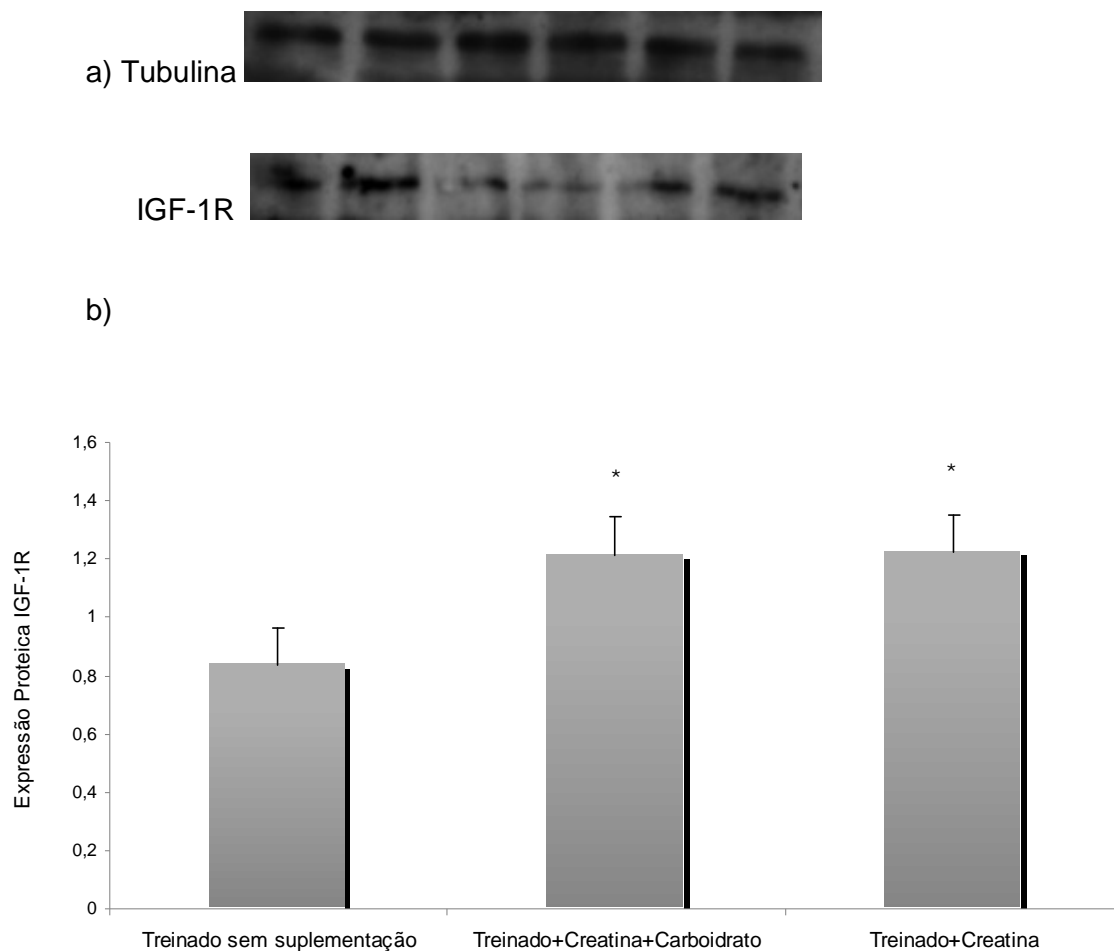 a) Tubulina
IGF-1R
b)
Expressão Proteica IGF-1R
1,6
1,4
1,2
1
0,8
0,6
0,4
0,2
0
*
*
Treinado sem suplementação
Treinado+Creatina+Carboidrato
Treinado+Creatina